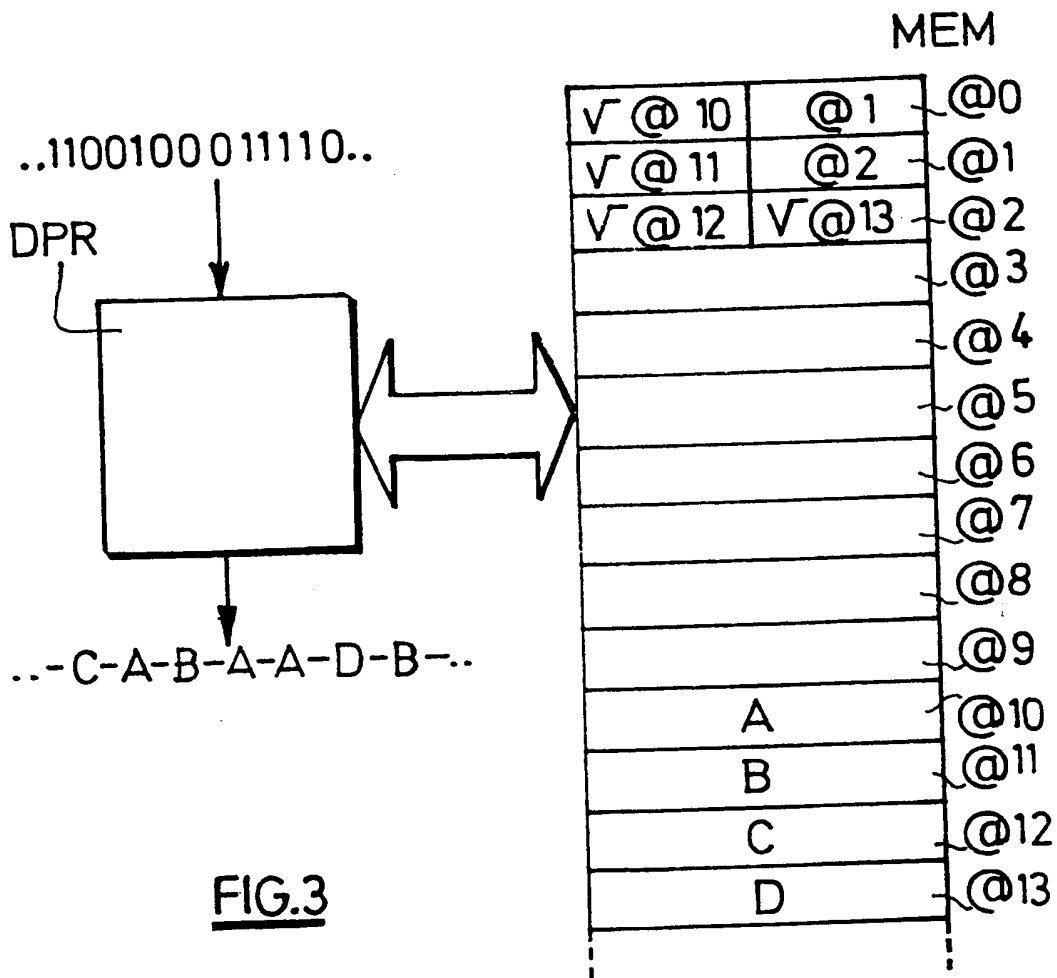 MEM
..1100100011110..
DPR
√ @ 10 @ 1 @0
√ @ 11 @ 2 @1
√ @ 12 √ @ 13 @2
@3
@4
@5
@6
@7
@8
@9
A @10
B @11
C @12
D @13
..-C-A-B-A-A-D-B-..
FIG.3